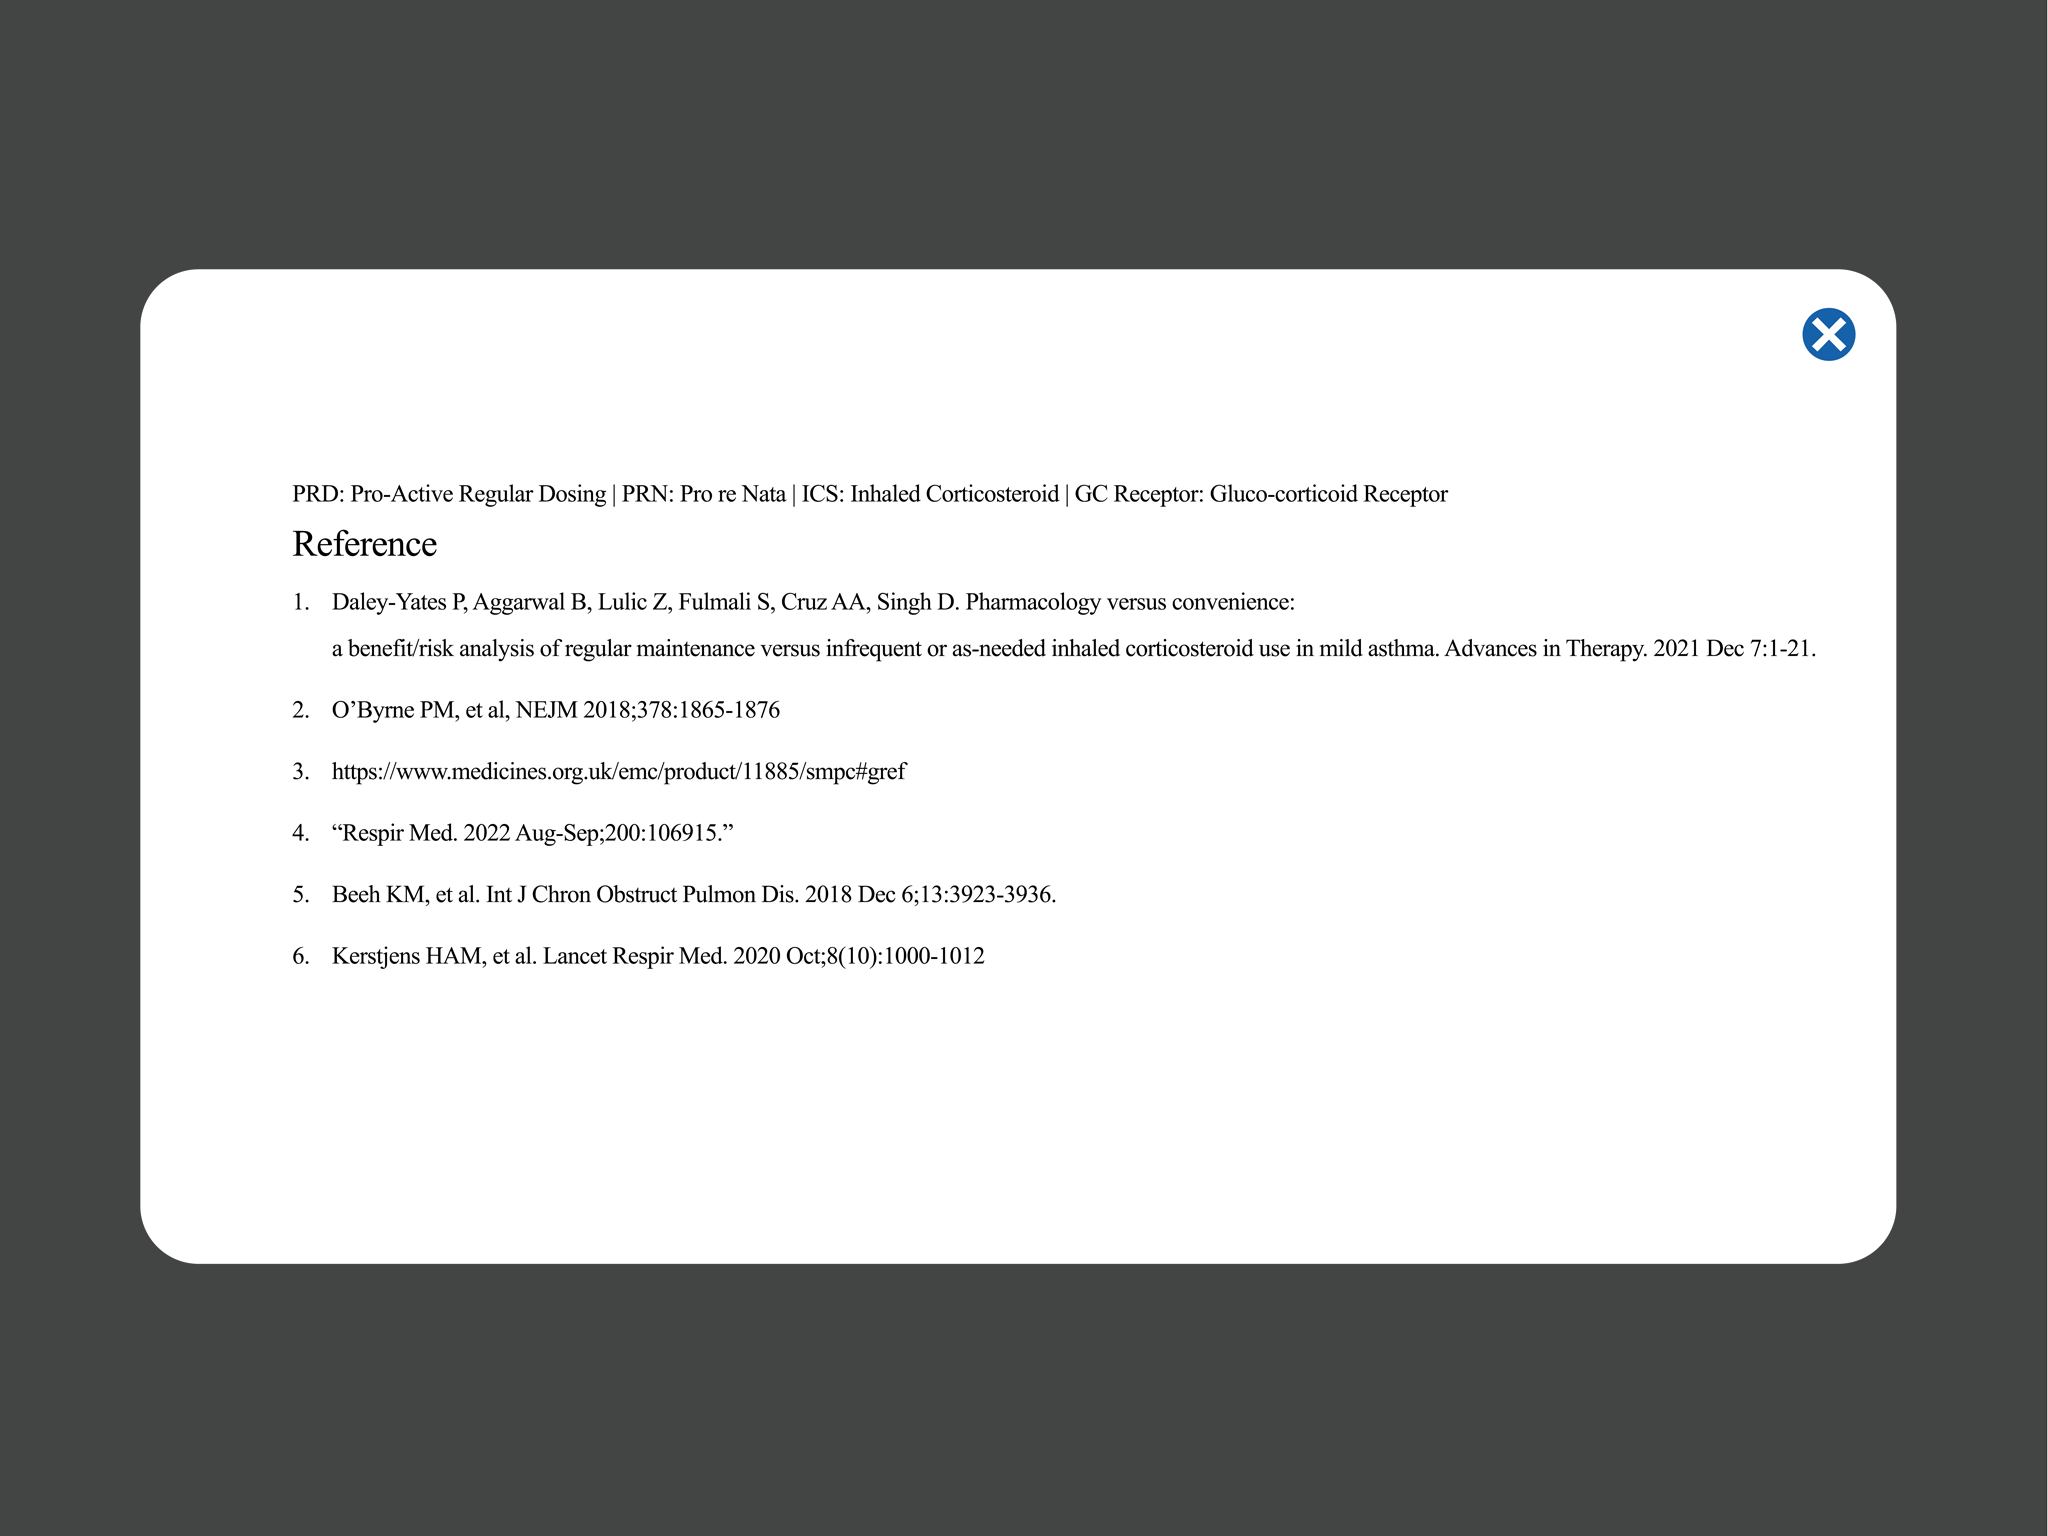 PRD: Pro-Active Regular Dosing | PRN: Pro re Nata | ICS: Inhaled Corticosteroid | GC Receptor: Gluco-corticoid Receptor
Reference
1. Daley-Yates P, Aggarwal B, Lulic Z, Fulmali S, Cruz AA, Singh D. Pharmacology versus convenience:
a benefit/risk analysis of regular maintenance versus infrequent or as-needed inhaled corticosteroid use in mild asthma. Advances in Therapy. 2021 Dec 7:1-21.
2. O’Byrne PM, et al, NEJM 2018;378:1865-1876
3. https://www.medicines.org.uk/emc/product/11885/smpc#gref
4. “Respir Med. 2022 Aug-Sep;200:106915.”
5. Beeh KM, et al. Int J Chron Obstruct Pulmon Dis. 2018 Dec 6;13:3923-3936.
6. Kerstjens HAM, et al. Lancet Respir Med. 2020 Oct;8(10):1000-1012